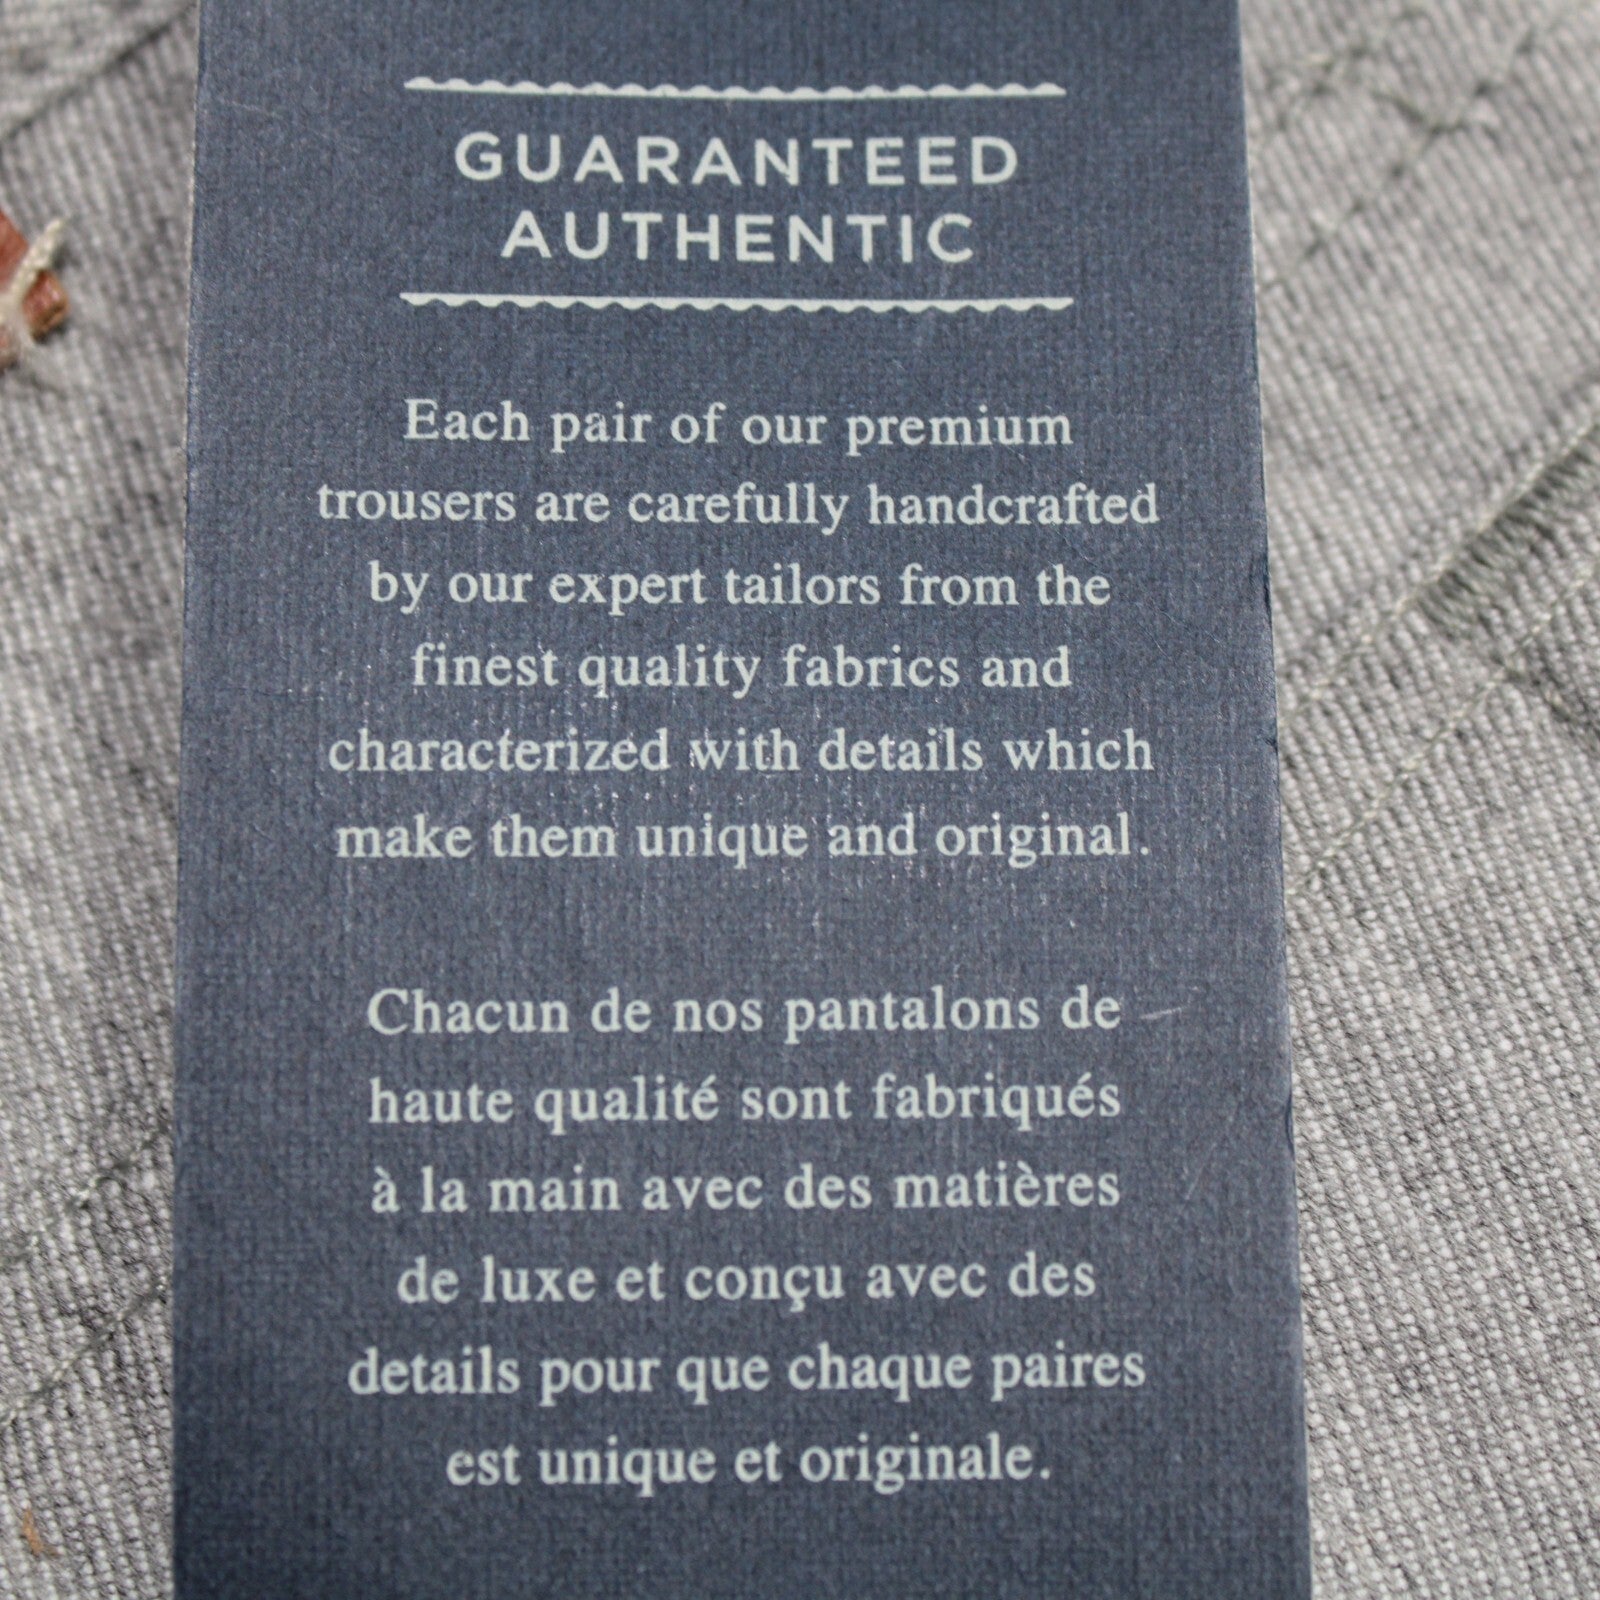 GUARANTEED
AUTHENTIC
Each pair of our premium
trousers are carefully handcrafted
by our expert tailors from the
finest quality fabrics and
characterized with details which
make them unique and original.
Chacun de nos pantalons de
haute qualité sont fabriqués
à la main avec des matières
de luxe et conçu avec des
details pour que chaque paires
est unique et originale.